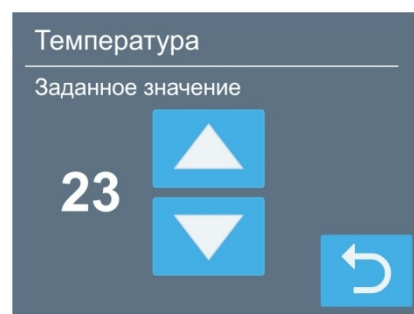 Температура
Заданное значение
23